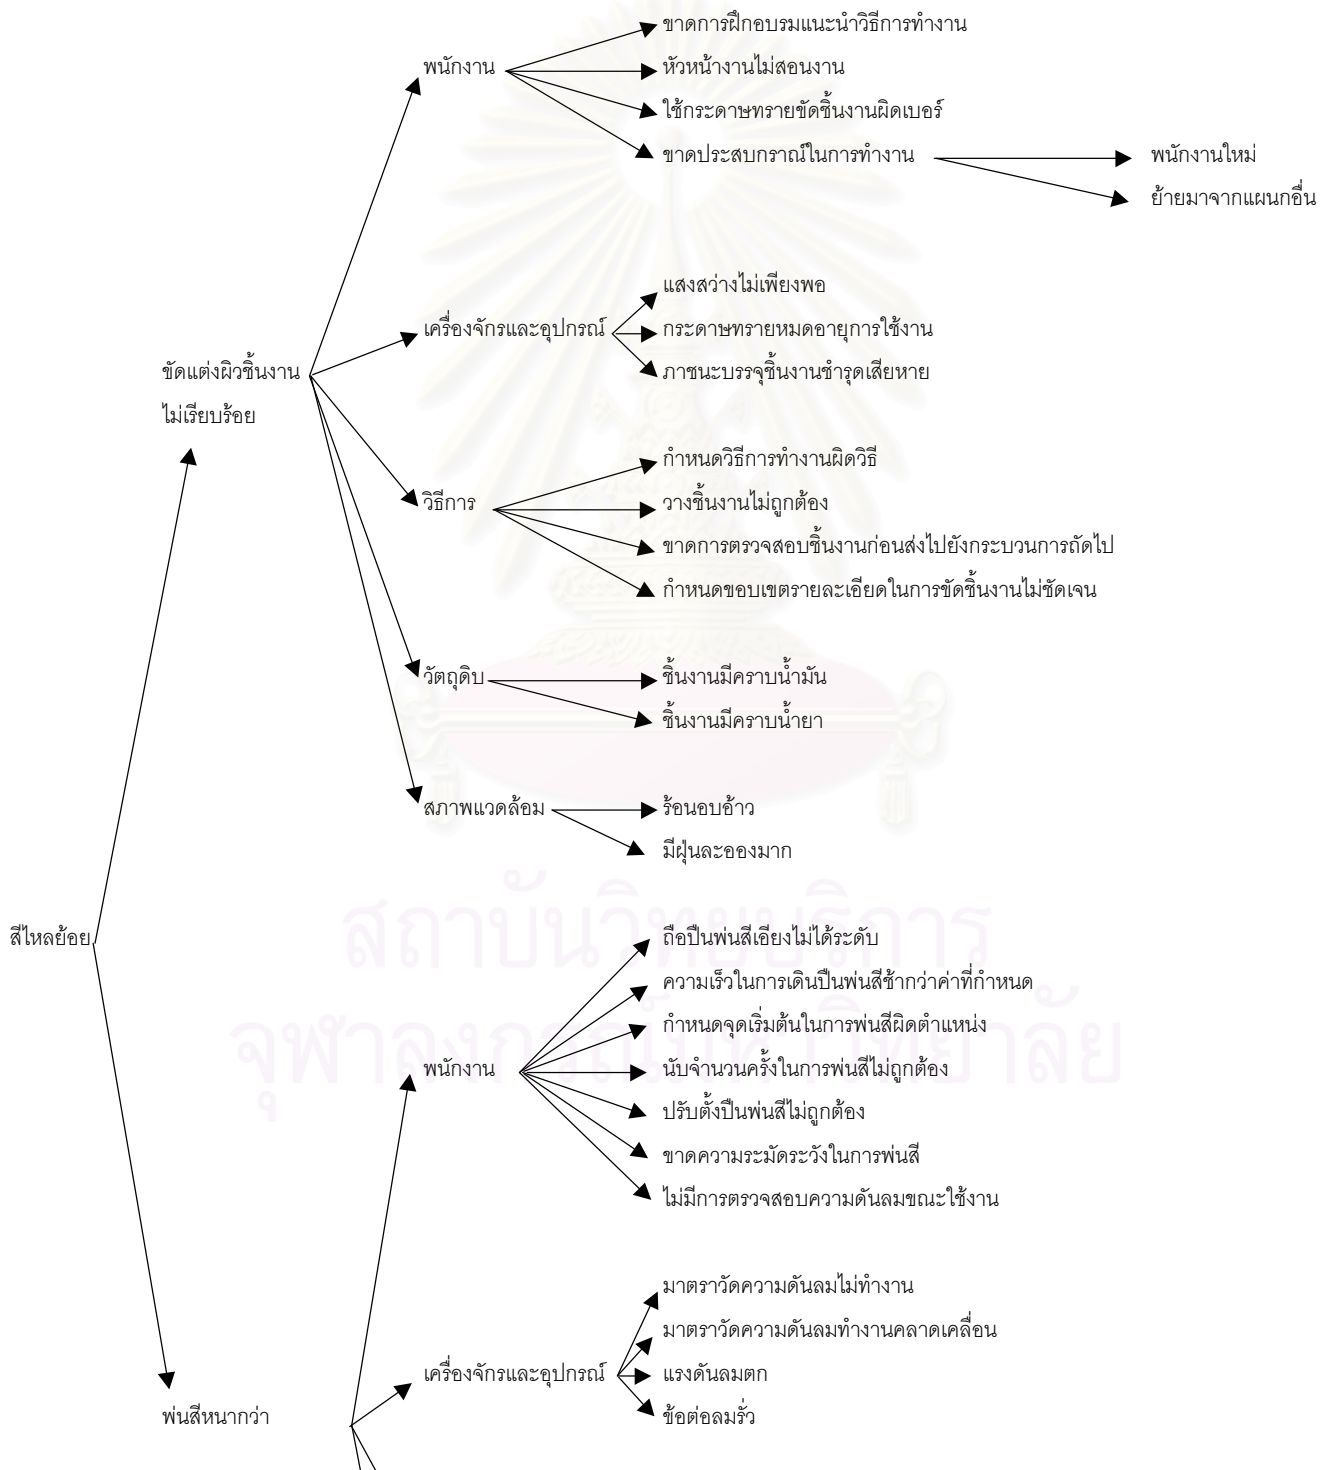 ขาดการฝึกอบรมแนะนำวิธีการทำงาน
พนักงาน
หัวหน้างานไม่สอนงาน
ใช้กระดาษทรายขัดชิ้นงานผิดเบอร์
ขาดประสบกราณ์ในการทำงาน
พนักงานใหม่
ย้ายมาจากแผนกอื่น
แสงสว่างไม่เพียงพอ
เครื่องจักรและอุปกรณ์
กระดาษทรายหมดอายุการใช้งาน
ขัดแต่งผิวชิ้นงาน
ภาชนะบรรจุชิ้นงานชำรุดเสียหาย
ไม่เรียบร้อย
กำหนดวิธีการทำงานผิดวิธี
วิธีการ
วางชิ้นงานไม่ถูกต้อง
ขาดการตรวจสอบชิ้นงานก่อนส่งไปยังกระบวนการถัดไป
กำหนดขอบเขตรายละเอียดในการขัดชิ้นงานไม่ชัดเจน
วัตถุดิบ
ชิ้นงานมีคราบน้ำมัน
ชิ้นงานมีคราบน้ำยา
สภาพแวดล้อม
ร้อนอบอ้าว
มีฝุ่นละอองมาก
สถาบันวิทยบริการ
สีไหลย้อย
ถือปืนพ่นสีเอียงไม่ได้ระดับ
ความเร็วในการเดินปืนพ่นสีช้ากว่าค่าที่กำหนด
จุฬาลงกรณ์มหาวิทยาลัย
กำหนดจุดเริ่มต้นในการพ่นสีผิดตำแหน่ง
พนักงาน
นับจำนวนครั้งในการพ่นสีไม่ถูกต้อง
ปรับตั้งปืนพ่นสีไม่ถูกต้อง
ขาดความระมัดระวังในการพ่นสี
ไม่มีการตรวจสอบความดันลมขณะใช้งาน
มาตราวัดความดันลมไม่ทำงาน
มาตราวัดความดันลมทำงานคลาดเคลื่อน
เครื่องจักรและอุปกรณ์
แรงดันลมตก
พ่นสีหนากว่า
ข้อต่อลมรั่ว